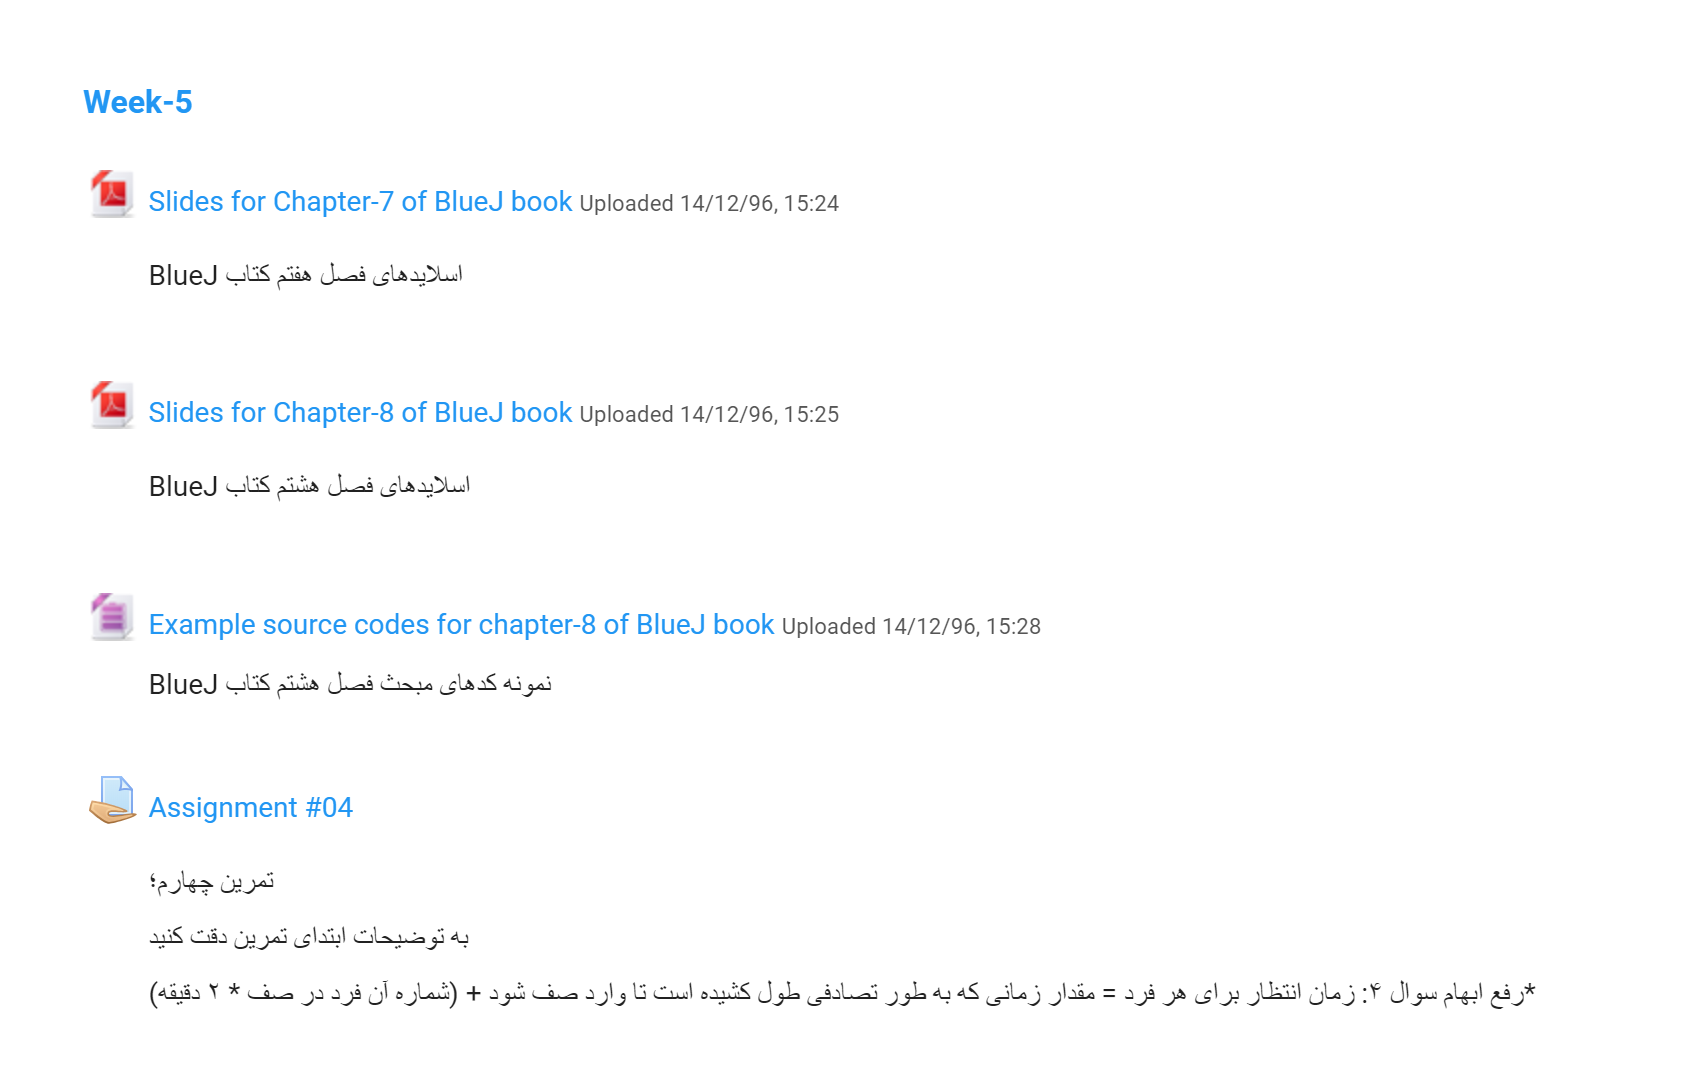 Week-5
Slides for Chapter-7 of BlueJ book Uploaded 14/12/96, 15:24
اسلایدهای فصل هفتم کتاب BlueJ
Slides for Chapter-8 of BlueJ book Uploaded 14/12/96, 15:25
اسلایدهای فصل هشتم کتاب BlueJ
Example source codes for chapter-8 of BlueJ book Uploaded 14/12/96, 15:28
نمونه کدهای مبحث فصل هشتم کتاب BlueJ
Assignment #04
تمرین چهارم؛
به توضیحات ابتدای تمرین دقت کنید
*رفع ابهام سوال ۴: زمان انتظار برای هر فرد = مقدار زمانی که به طور تصادفی طول کشیده است تا وارد صف شود + (شماره آن فرد در صف * ۲ دقیقه)